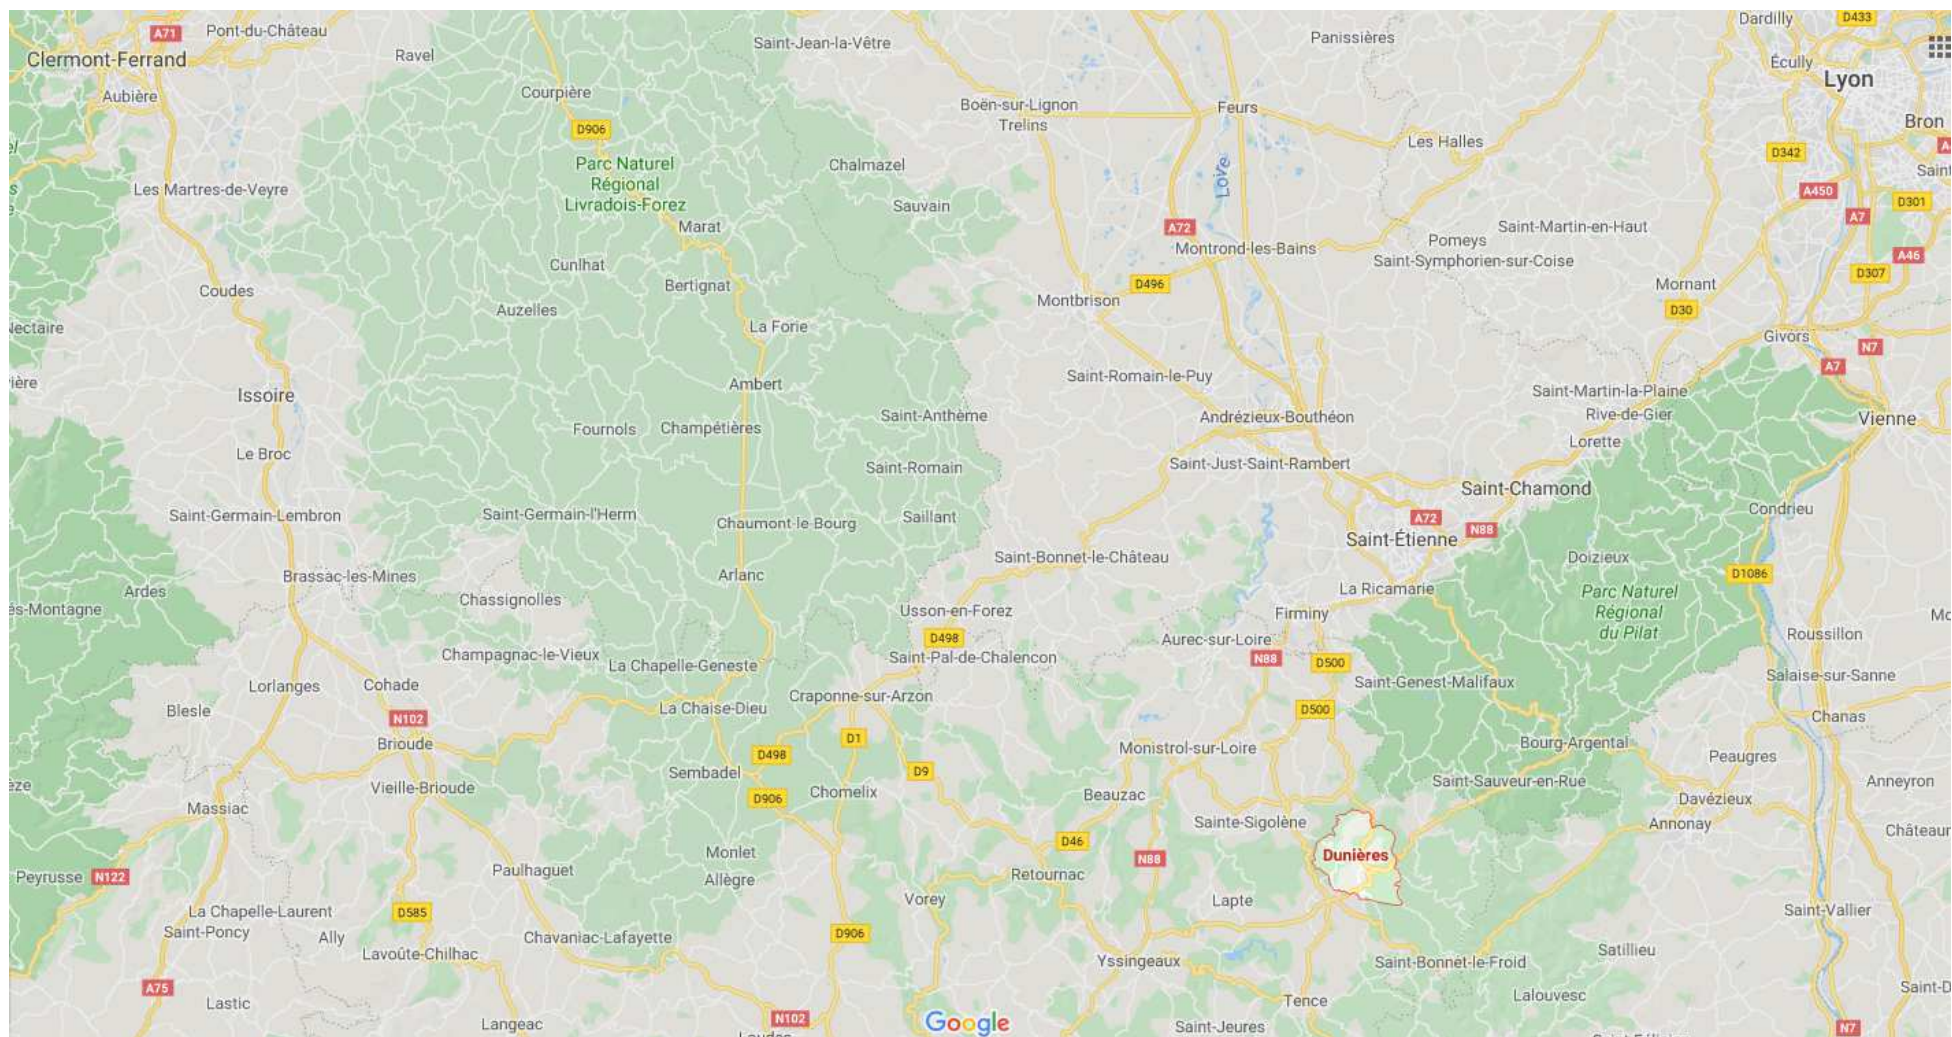 Dardilly
D433
A71
Pont-du-Château
Panissières
Saint-Jean-la-Vêtre
Ravel
Clermont-Ferrand
Écully
Lyon
Aubière
Courpière
Boën-sur-Lignon
Trelins
Feurs
Bron
D906
Les Halles
D342
Parc Naturel
Régional
Livradois-Forez
Chalmazel
Loire
Les Martres-de-Veyre
A450
D301
Sauvain
A7
Marat
A72
Saint-Martin-en-Haut
Pomeys
Montrond-les-Bains
Saint-Symphorien-sur-Coise
A46
Cunlhat
D307
Bertignat
D496
Mornant
Coudes
Montbrison
Auzelles
D30
La Forie
Givors
N7
A7
Saint-Romain-le-Puy
Ambert
Issoire
Saint-Martin-la-Plaine
Saint-Anthème
Andrézieux-Bouthéon
Rive-de-Gier
Vienne
Fournols
Champétières
Lorette
Le Broc
Saint-Romain
Saint-Just-Saint-Rambert
Saint-Chamond
Saint-Germain-Lembron
Saint-Germain-l'Herm
Chaumont-le-Bourg
Saillant
A72
N88
Condrieu
Saint-Étienne
Saint-Bonnet-le-Château
Doizieux
Brassac-les-Mines
Arlanc
D1086
Ardes
La Ricamarie
Parc Naturel
Régional
du Pilat
Chassignolles
és-Montagne
Usson-en-Forez
Firminy
D498
Aurec-sur-Loire
Roussillon
Champagnac-le-Vieux
La Chapelle-Geneste
Saint-Pal-de-Chalencon
N88
D500
Lorlanges
Cohade
Salaise-sur-Sanne
Saint-Genest-Malifaux
Craponne-sur-Arzon
Blesle
La Chaise-Dieu
D500
N102
Chanas
Brioude
D1
Monistrol-sur-Loire
Bourg-Argental
D498
Peaugres
Sembadel
D9
Saint-Sauveur-en-Rue
Anneyron
Vieille-Brioude
Chomelix
D906
Beauzac
Davézieux
Massiac
Sainte-Sigolène
Annonay
D46
Monlet
Dunières
N88
Peyrusse
N122
Paulhaguet
Allègre
Retournac
Vorey
Lapte
La Chapelle-Laurent
D585
Saint-Vallier
Saint-Poncy
Ally
Chavaniac-Lafayette
D906
Lavoûte-Chilhac
Satillieu
Yssingeaux
Saint-Bonnet-le-Froid
A75
Lastic
Lalouvesc
Tence
Langeac
N102
Google
Saint-Jeures
N7